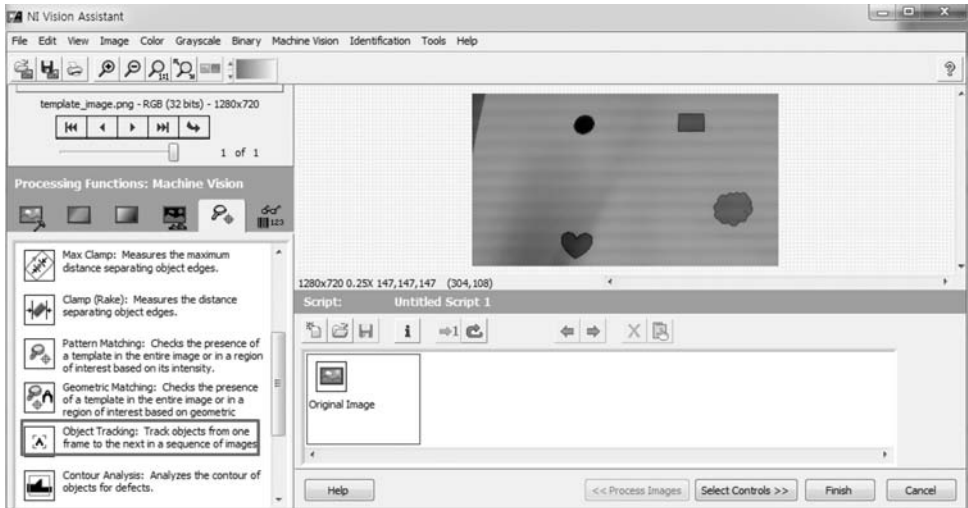 NI Vision Assistant
File Edit View Image Color Grayscale Binary Machine Vision Identification Tools Help
1:1
?
template_image.png - RGB (32 bits) - 1280x720
1 of 1
Processing Functions: Machine Vision
123
Max Clamp: Measures the maximum
distance separating object edges.
Clamp (Rake): Measures the distance
separating object edges.
Pattern Matching: Checks the presence of
a template in the entire image or in a region
of interest based on its intensity.
Geometric Matching: Checks the presence
of a template in the entire image or in a
region of interest based on geometric
Object Tracking: Track objects from one
frame to the next in a sequence of images
Contour Analysis: Analyzes the contour of
objects for defects.
1280x720 0.25X 147,147,147 (304,108)
Script: Untitled Script 1
i
1
Original Image
Help
<< Process Images
Select Controls >>
Finish
Cancel